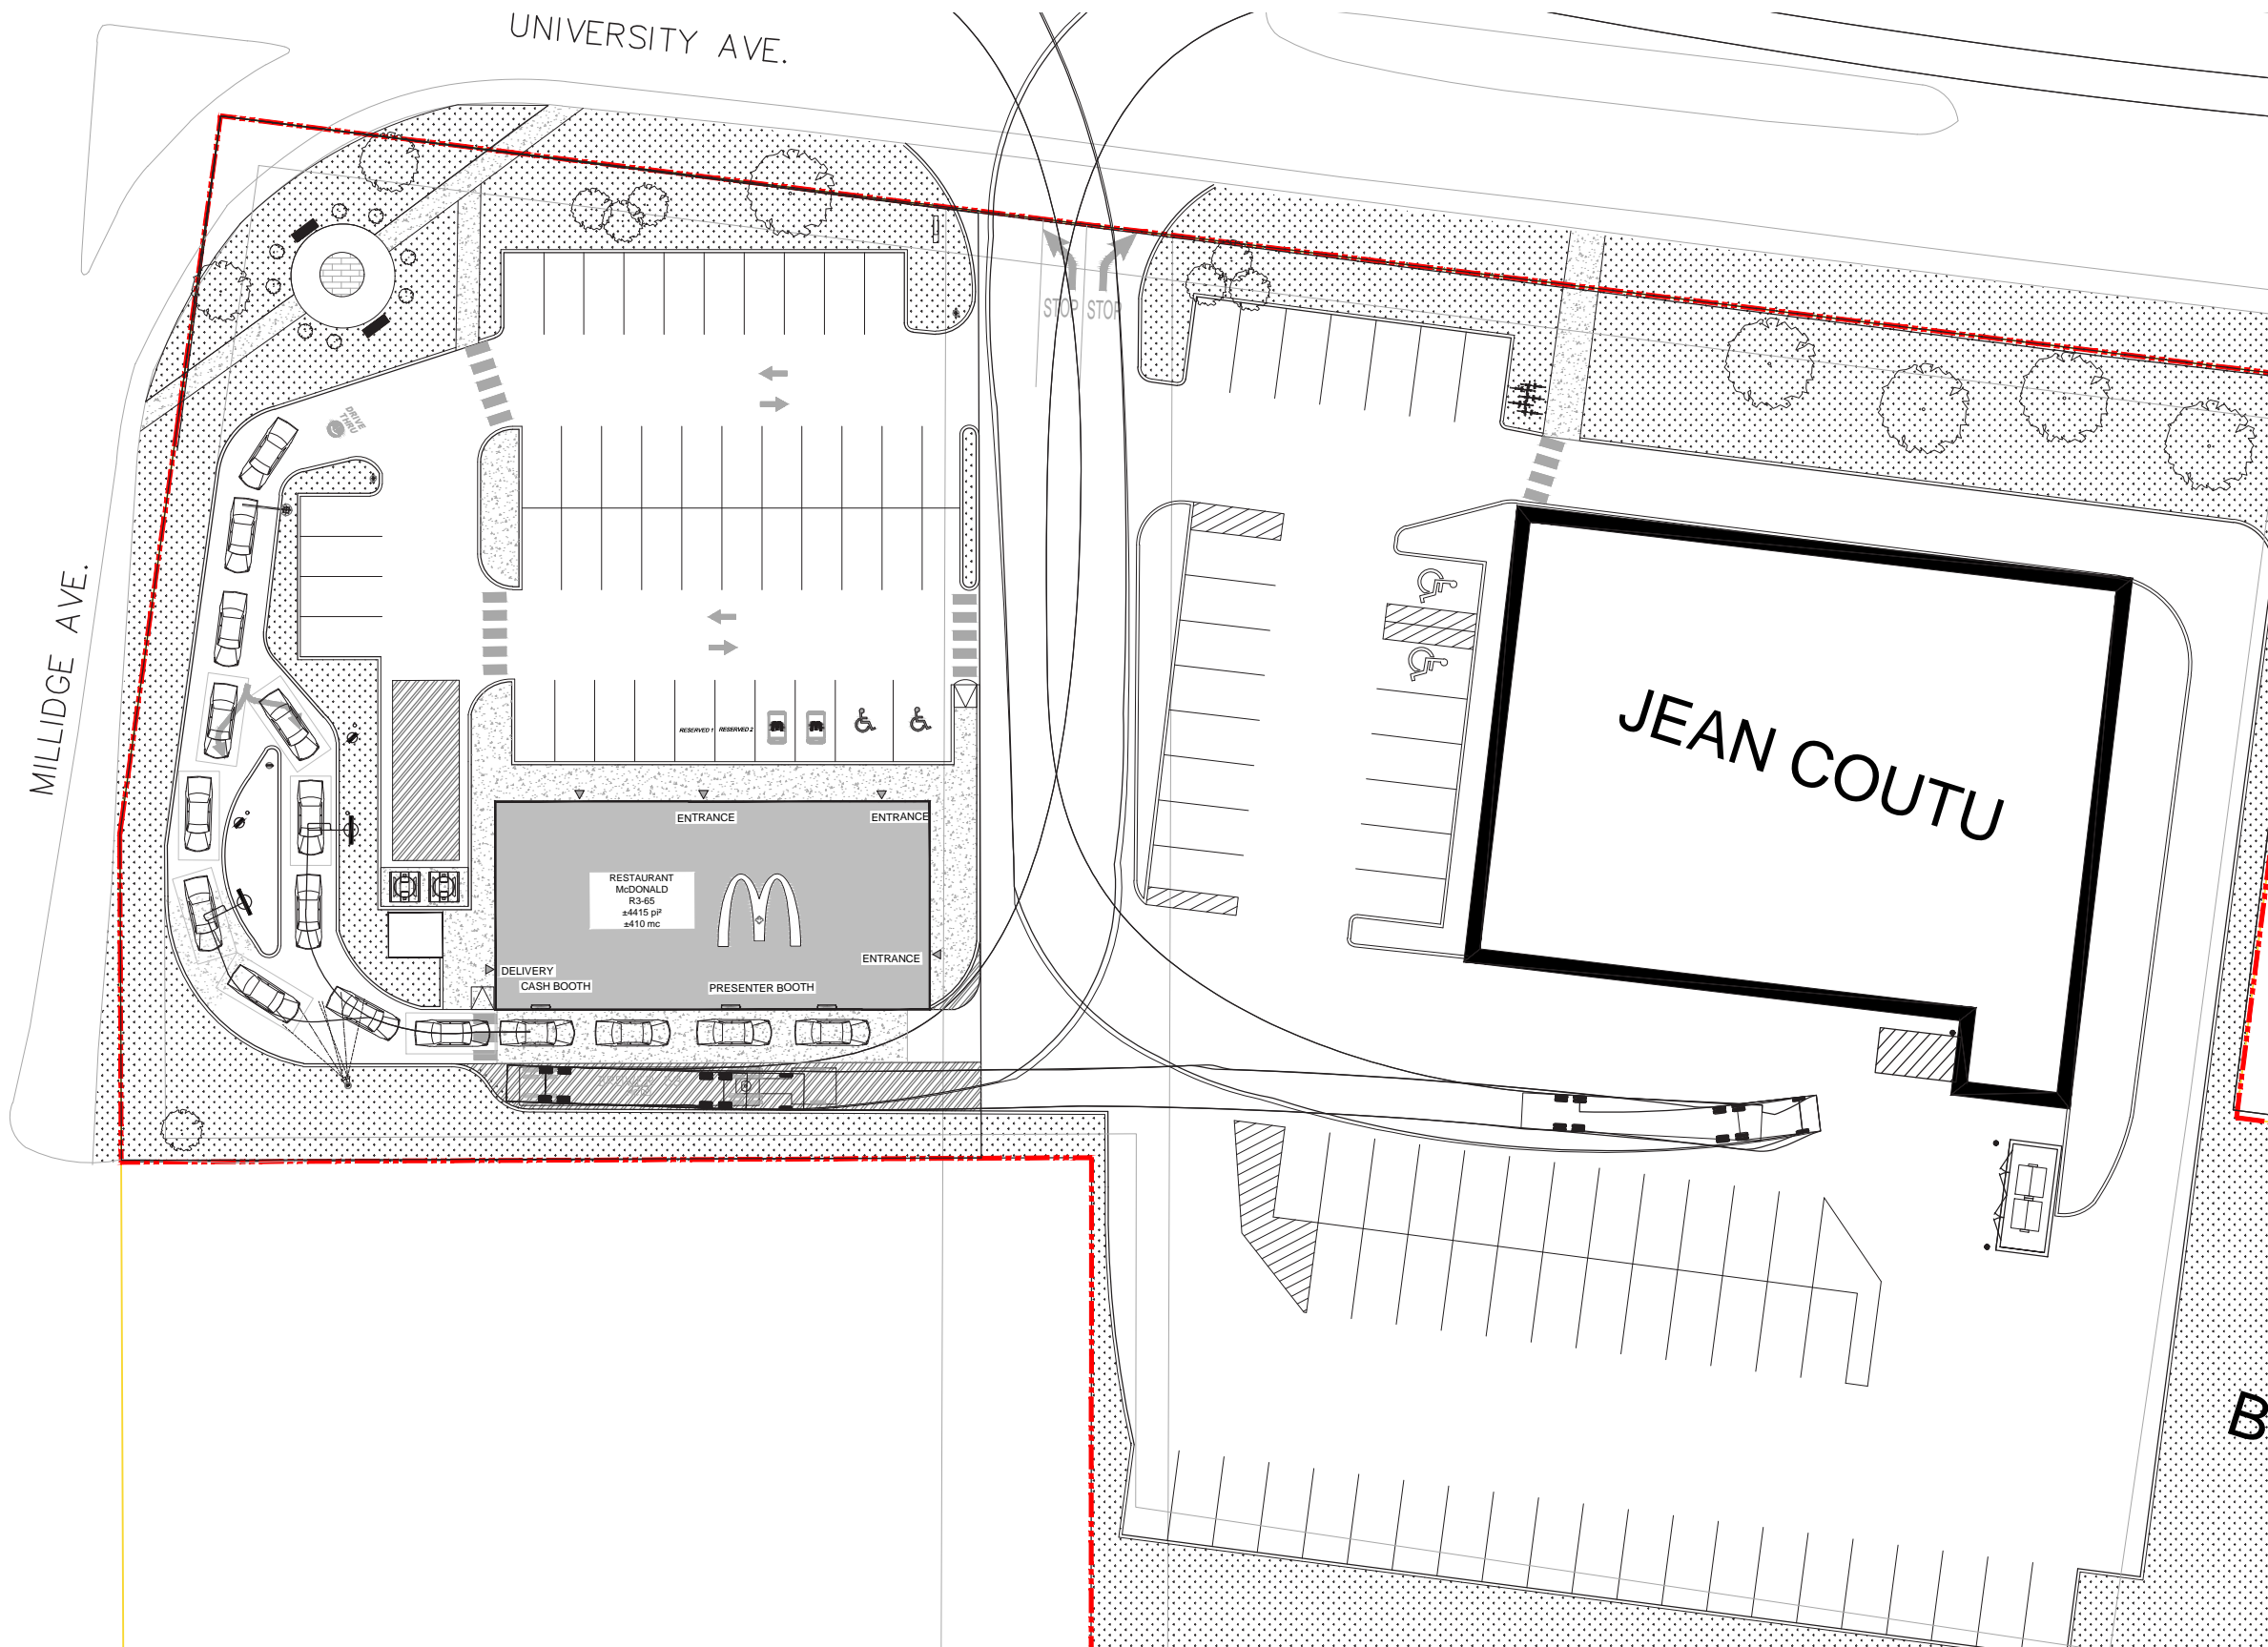 UNIVERSITY AVE.
STOP STOP
DRIVE
THRU
MILLIDGE AVE.
RESERVED 1 RESERVED 2
JEAN COUTU
ENTRANCE
ENTRANCE
RESTAURANT
McDONALD
R3-65
±4415 pi²
±410 mc
ENTRANCE
DELIVERY
CASH BOOTH
PRESENTER BOOTH
B